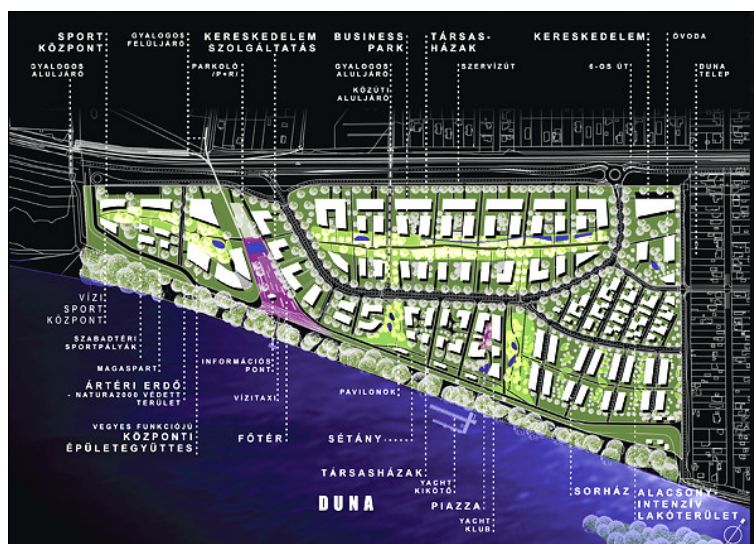 SPORT
KÖZPONT
GYALOGOS
FELÜLJÁRÓ
KERESKEDELEM
SZOLGÁLTATÁS
BUSINESS
PARK
TÁRSAS-
HÁZAK
KERESKEDELEM
ÓVODA
GYALOGOS
ALULJÁRÓ
PARKOLÓ
/P+R/
GYALOGOS
ALULJÁRÓ
KÖZÚTI
ALULJÁRÓ
SZERVÍZÚT
6-OS ÚT
DUNA
TELEP
VÍZI
SPORT
KÖZPONT
SZABADTÉRI
SPORTPÁLYÁK
MAGASPART
ÁRTÉRI ERDŐ
- NATURA2000 VÉDETT
TERÜLET
VEGYES FUNKCIÓJÚ
KÖZPONTI
ÉPÜLETEGYÜTTES
INFORMÁCIÓS
PONT
VÍZITAXI
FŐTÉR
PAVILONOK
SÉTÁNY
TÁRSASHÁZAK
YACHT
KIKÖTŐ
PIAZZA
YACHT
KLUB
DUNA
SORHÁZ
ALACSONY-
INTENZÍV
LAKÓTERÜLET